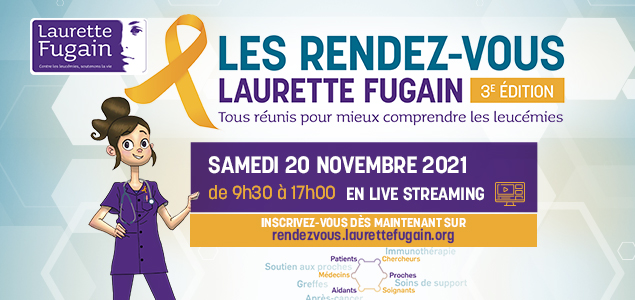 Laurette
Fugain
Contre les leucémies, soutenons la vie
LES RENDEZ-VOUS
LAURETTE FUGAIN 3E ÉDITION
Tous réunis pour mieux comprendre les leucémies
SAMEDI 20 NOVEMBRE 2021
de 9h30 à 17h00 EN LIVE STREAMING
INSCRIVEZ-VOUS DÈS MAINTENANT SUR
rendezvous.laurettefugain.org
Immunothérapie
Patients Chercheurs
Soutien aux proches
Médecins Proches
Greffes Soins de support
Aidants Soignants
Après-cancer